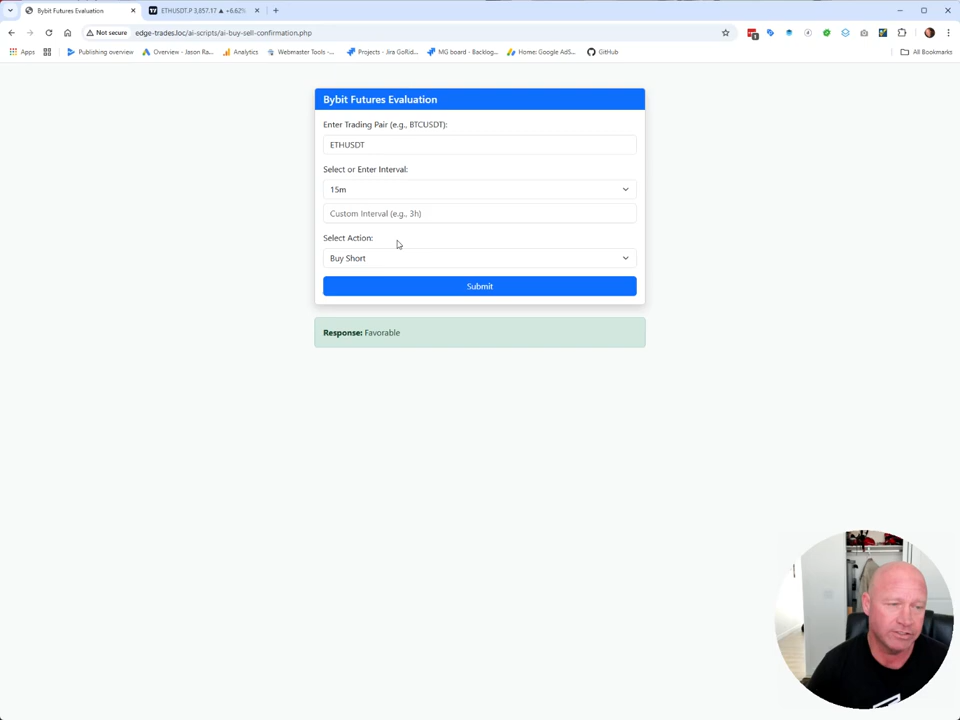 Bybit Futures Evaluation
ETHUSDT.P 3,857.17 ▲ +6.62%
Not secure
edge-trades.loc/ai-scripts/ai-buy-sell-confirmation.php
Apps
Publishing overview
Overview - Jason Ra...
Analytics
Webmaster Tools -...
Projects - Jira GoRid...
MG board - Backlog...
Home: Google AdS...
GitHub
All Bookmarks
Bybit Futures Evaluation
Enter Trading Pair (e.g., BTCUSDT):
ETHUSDT
Select or Enter Interval:
15m
Custom Interval (e.g., 3h)
Select Action:
Buy Short
Submit
Response: Favorable